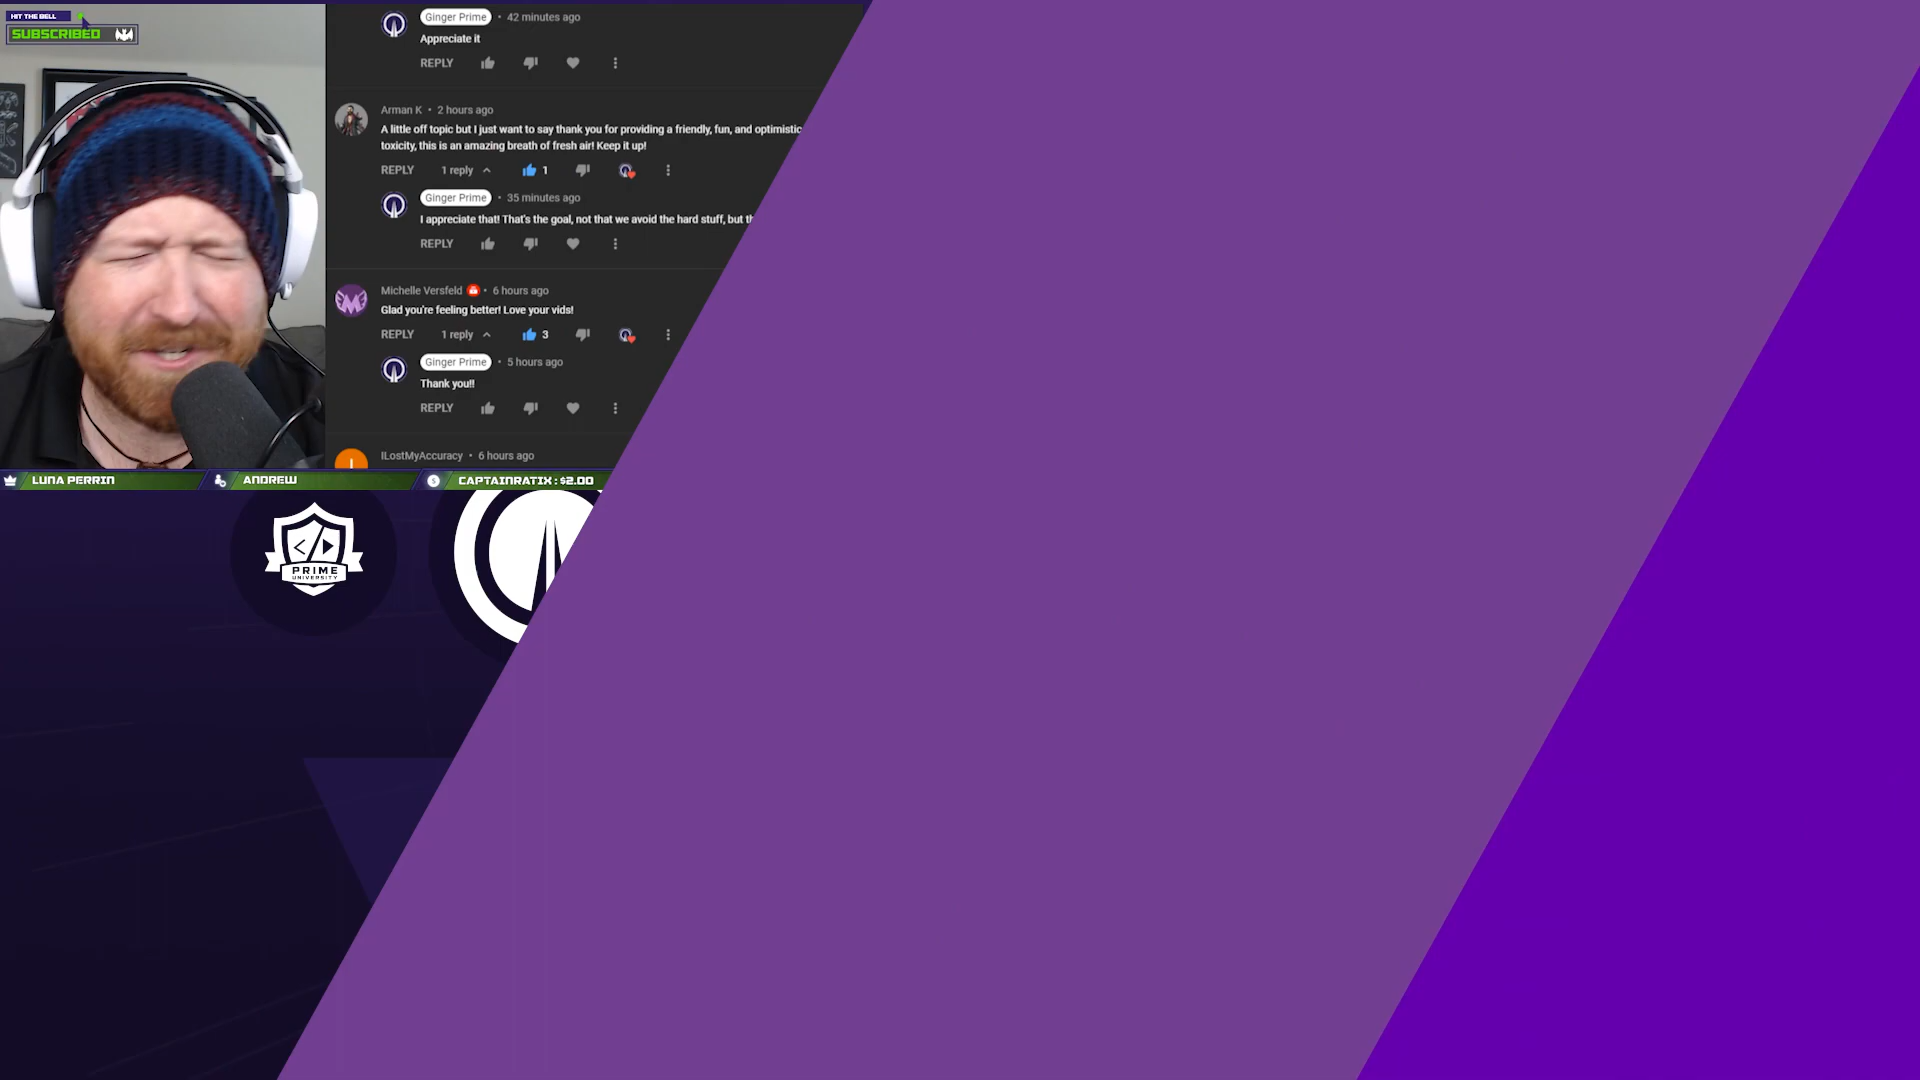 HIT THE BELL
SUBSCRIBED
Ginger Prime • 42 minutes ago
Appreciate it
REPLY
Arman K • 2 hours ago
A little off topic but I just want to say thank you for providing a friendly, fun, and optimistic
toxicity, this is an amazing breath of fresh air! Keep it up!
REPLY 1 reply 1
Ginger Prime • 35 minutes ago
I appreciate that! That's the goal, not that we avoid the hard stuff, but
REPLY
Michelle Versfeld • 6 hours ago
Glad you're feeling better! Love your vids!
REPLY 1 reply 3
Ginger Prime • 5 hours ago
Thank you!!
REPLY
ILostMyAccuracy • 6 hours ago
LUNA PERRIN ANDREW CAPTAINRATIX : $2.00
PRIME
UNIVERSITY